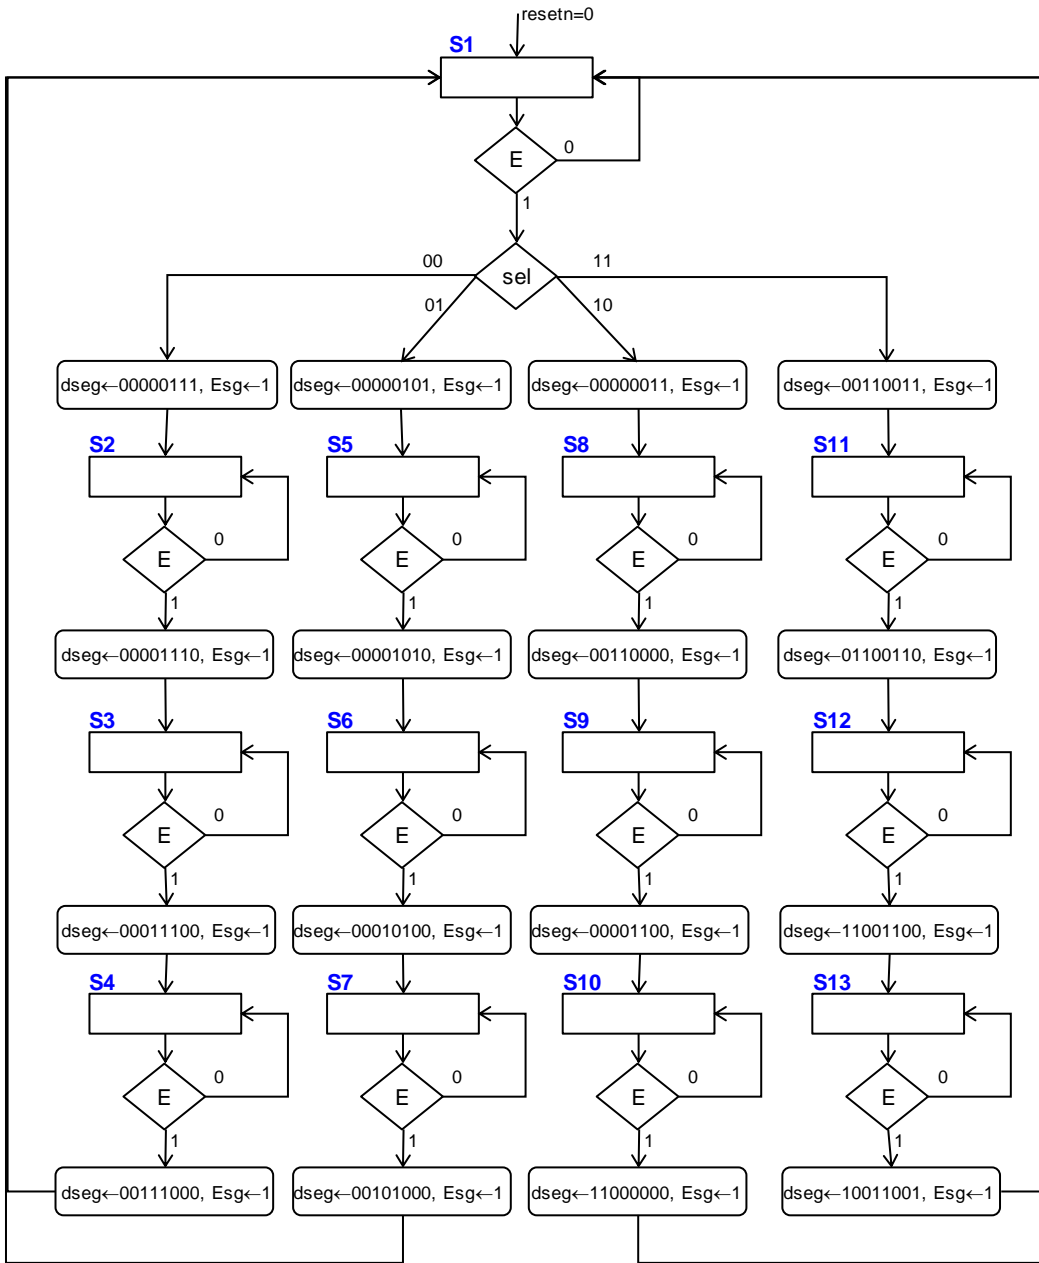 resetn=0
S1
E
0
1
sel
00
11
01
10
dseg←00000111, Esg←1
dseg←00000101, Esg←1
dseg←00000011, Esg←1
dseg←00110011, Esg←1
S2
S5
S8
S11
E
0
E
0
E
0
E
0
1
1
1
1
dseg←00001110, Esg←1
dseg←00001010, Esg←1
dseg←00110000, Esg←1
dseg←01100110, Esg←1
S3
S6
S9
S12
E
0
E
0
E
0
E
0
1
1
1
1
dseg←00011100, Esg←1
dseg←00010100, Esg←1
dseg←00001100, Esg←1
dseg←11001100, Esg←1
S4
S7
S10
S13
E
0
E
0
E
0
E
0
1
1
1
1
dseg←00111000, Esg←1
dseg←00101000, Esg←1
dseg←11000000, Esg←1
dseg←10011001, Esg←1